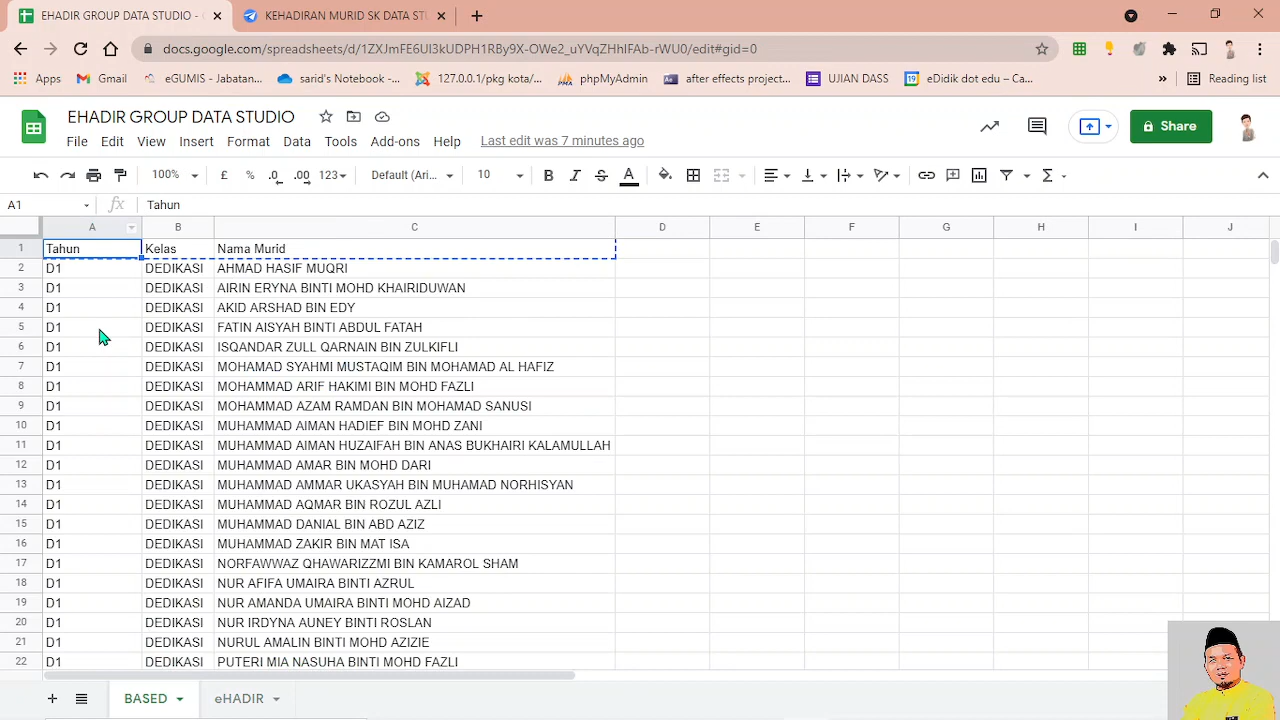 EHADIR GROUP DATA STUDIO -
KEHADIRAN MURID SK DATA ST
docs.google.com/spreadsheets/d/1ZXJmFE6UI3kUDPH1RBy9X-OWe2_uYVqZHhIFAb-rWU0/edit#gid=0
Apps Gmail eGUMIS - Jabatan... sarid's Notebook -... 127.0.0.1/pkg kota/... phpMyAdmin after effects project... UJIAN DASS eDidik dot edu – Ca... » Reading list
EHADIR GROUP DATA STUDIO
File Edit View Insert Format Data Tools Add-ons Help Last edit was 7 minutes ago
Share
100% £ % .0 .00 123 Default (Ari... 10 B I S A Σ
A1 fx Tahun
A B C D E F G H I J
1 Tahun Kelas Nama Murid
2 D1 DEDIKASI AHMAD HASIF MUQRI
3 D1 DEDIKASI AIRIN ERYNA BINTI MOHD KHAIRIDUWAN
4 D1 DEDIKASI AKID ARSHAD BIN EDY
5 D1 DEDIKASI FATIN AISYAH BINTI ABDUL FATAH
6 D1 DEDIKASI ISQANDAR ZULL QARNAIN BIN ZULKIFLI
7 D1 DEDIKASI MOHAMAD SYAHMI MUSTAQIM BIN MOHAMAD AL HAFIZ
8 D1 DEDIKASI MOHAMMAD ARIF HAKIMI BIN MOHD FAZLI
9 D1 DEDIKASI MOHAMMAD AZAM RAMDAN BIN MOHAMAD SANUSI
10 D1 DEDIKASI MUHAMMAD AIMAN HADIEF BIN MOHD ZANI
11 D1 DEDIKASI MUHAMMAD AIMAN HUZAIFAH BIN ANAS BUKHAIRI KALAMULLAH
12 D1 DEDIKASI MUHAMMAD AMAR BIN MOHD DARI
13 D1 DEDIKASI MUHAMMAD AMMAR UKASYAH BIN MUHAMAD NORHISYAN
14 D1 DEDIKASI MUHAMMAD AQMAR BIN ROZUL AZLI
15 D1 DEDIKASI MUHAMMAD DANIAL BIN ABD AZIZ
16 D1 DEDIKASI MUHAMMAD ZAKIR BIN MAT ISA
17 D1 DEDIKASI NORFAWWAZ QHAWARIZZMI BIN KAMAROL SHAM
18 D1 DEDIKASI NUR AFIFA UMAIRA BINTI AZRUL
19 D1 DEDIKASI NUR AMANDA UMAIRA BINTI MOHD AIZAD
20 D1 DEDIKASI NUR IRDYNA AUNEY BINTI ROSLAN
21 D1 DEDIKASI NURUL AMALIN BINTI MOHD AZIZIE
22 D1 DEDIKASI PUTERI MIA NASUHA BINTI MOHD FAZLI
BASED eHADIR